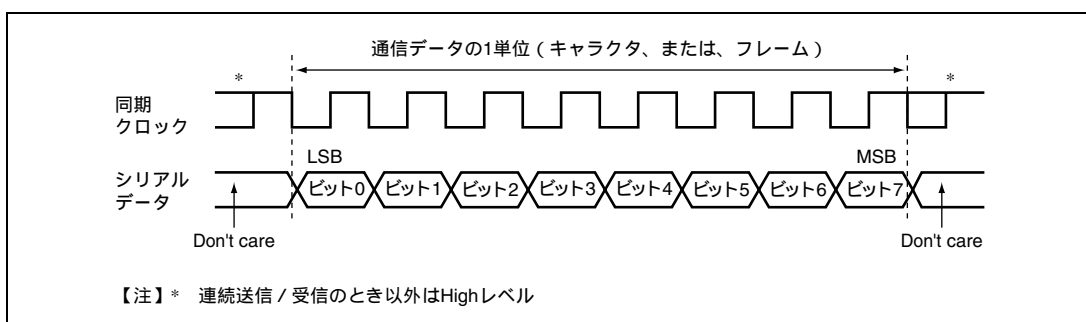 通信データの1単位 ( キャラクタ、または、フレーム )
* *
同期
クロック
LSB MSB
シリアル
データ
ビット0 ビット1 ビット2 ビット3 ビット4 ビット5 ビット6 ビット7
Don't care Don't care
【注】* 連続送信 / 受信のとき以外はHighレベル